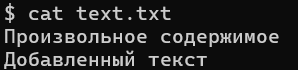 $ cat text.txt
Произвольное содержимое
Добавленный текст